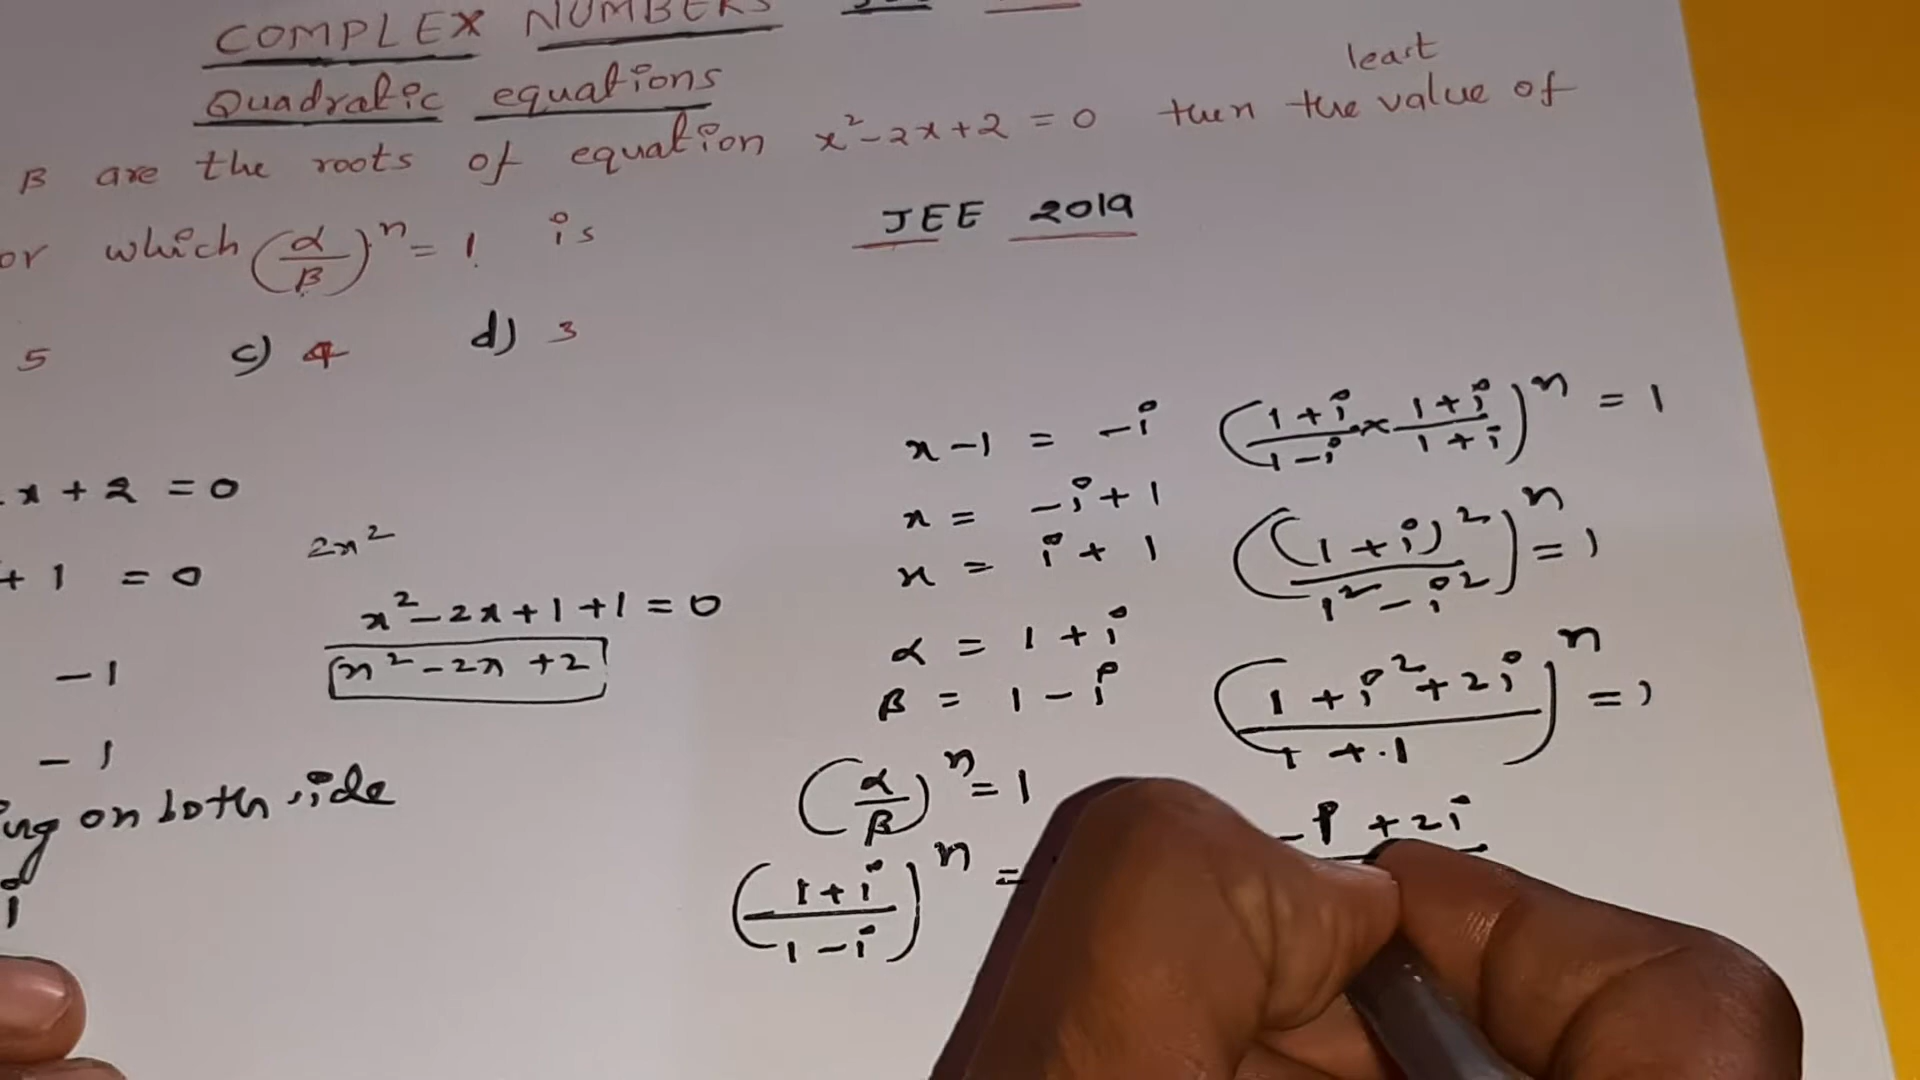 COMPLEX NUMBERS
Quadratic equations
least
β are the roots of equation x²-2x+2 = 0 then the value of
or which (α/β)ⁿ = 1 is
JEE 2019
5 c) 4 d) 3
x+2 = 0
+ 1 = 0
2x²
x²-2x+1+1 = 0
x²-2x+2
-1
-1
on both side
i
x-1 = -i
x = -i+1
x = i+1
α = 1+i
β = 1-i
(α/β)ⁿ = 1
((1+i)/(1-i))ⁿ =
((1+i)/(1-i) × (1+i)/(1+i))ⁿ = 1
((1+i)²/(1²-i²))ⁿ = 1
((1+i²+2i)/(1+1))ⁿ = 1
+2i